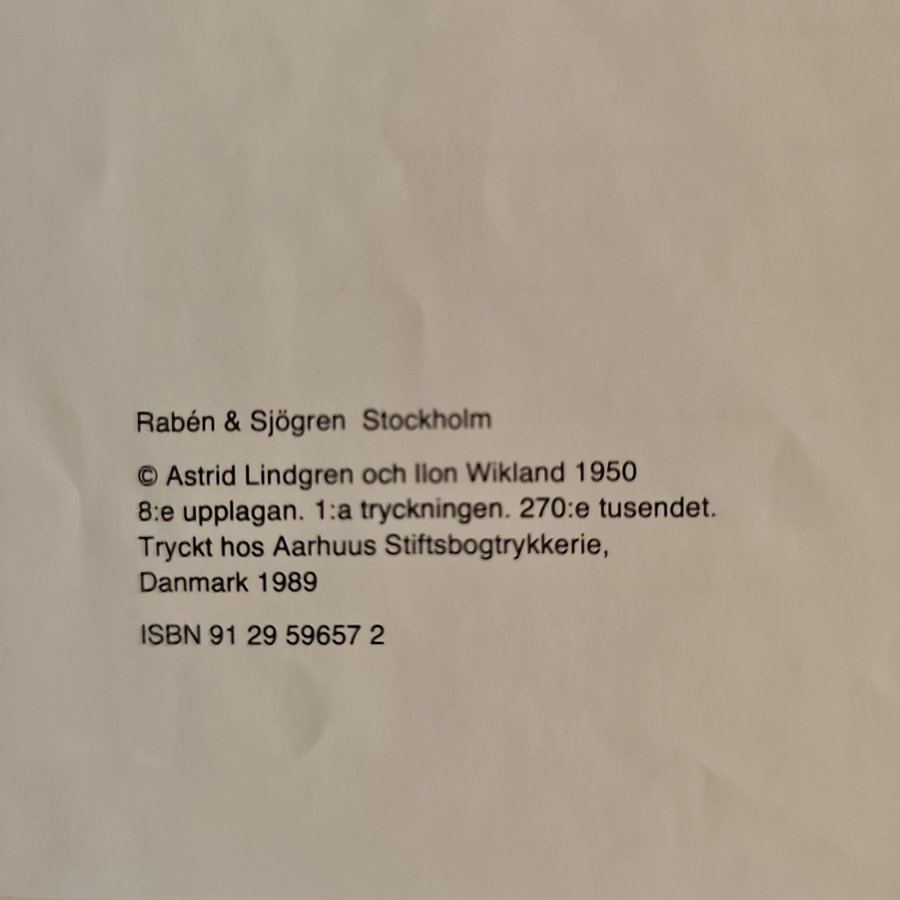 Rabén & Sjögren Stockholm
© Astrid Lindgren och Ilon Wikland 1950
8:e upplagan. 1:a tryckningen. 270:e tusendet.
Tryckt hos Aarhuus Stiftsbogtrykkerie,
Danmark 1989
ISBN 91 29 59657 2